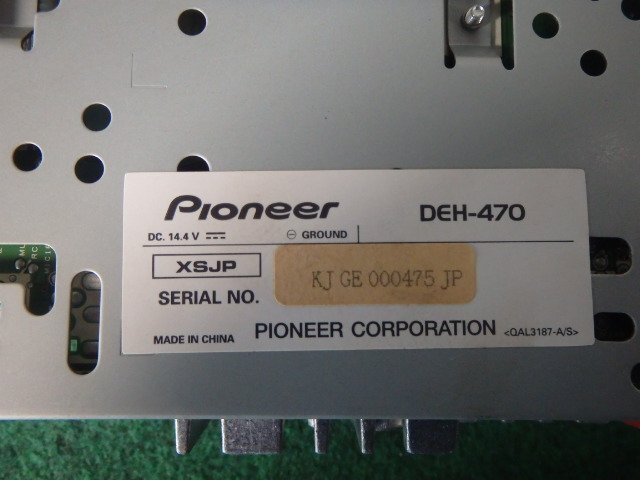 Pioneer DEH-470
DC. 14.4 V ⎓ ⊖ GROUND
XSJP
SERIAL NO. KJ GE 000475 JP
MADE IN CHINA PIONEER CORPORATION <QAL3187-A/S>